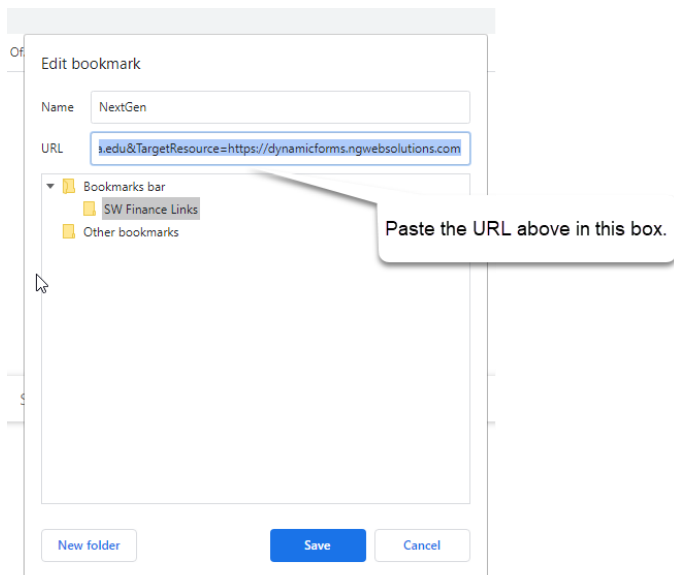 Of
Edit bookmark
Name NextGen
URL a.edu&TargetResource=https://dynamicforms.ngwebsolutions.com
Bookmarks bar
SW Finance Links
Other bookmarks
Paste the URL above in this box.
New folder Save Cancel